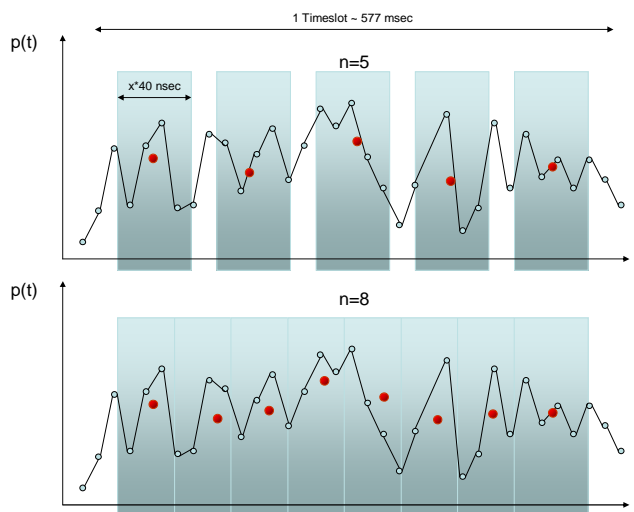 1 Timeslot ~ 577 msec
p(t)
n=5
x*40 nsec
p(t)
n=8